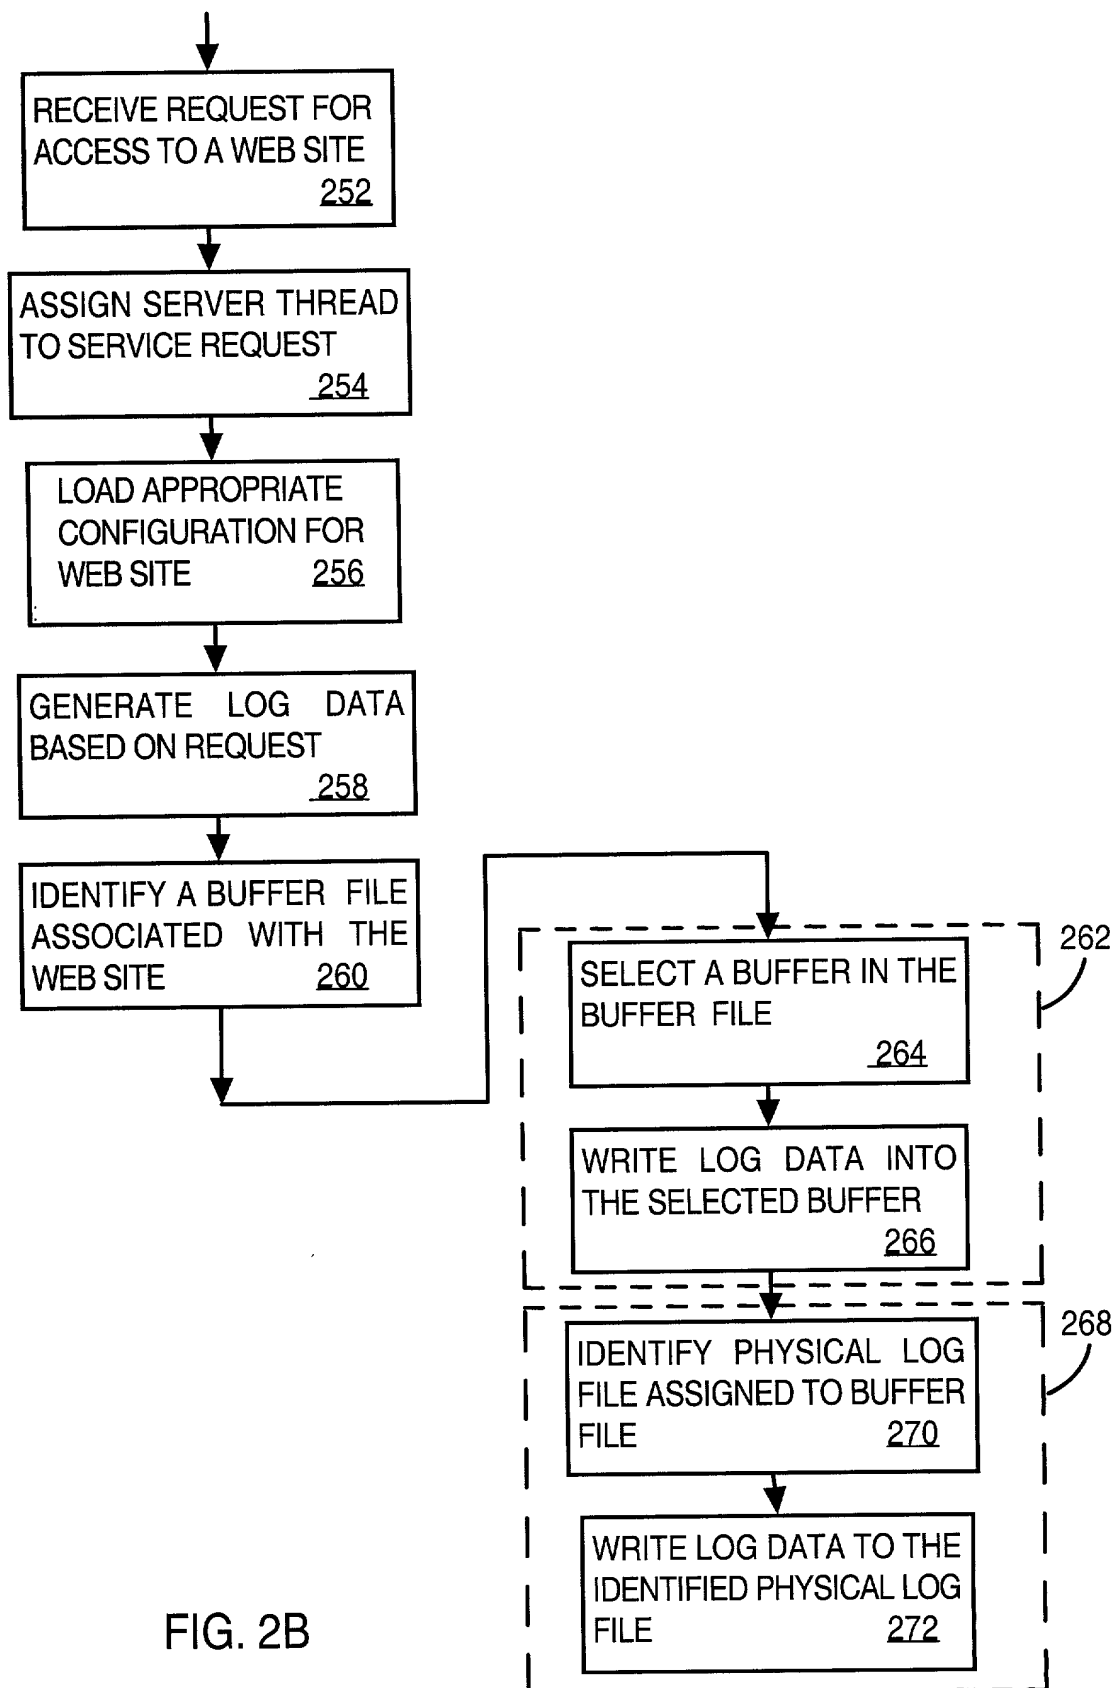 RECEIVE REQUEST FOR
ACCESS TO A WEB SITE
252
ASSIGN SERVER THREAD
TO SERVICE REQUEST
254
LOAD APPROPRIATE
CONFIGURATION FOR
WEB SITE 256
GENERATE LOG DATA
BASED ON REQUEST
258
IDENTIFY A BUFFER FILE
ASSOCIATED WITH THE
WEB SITE 260
262
SELECT A BUFFER IN THE
BUFFER FILE
264
WRITE LOG DATA INTO
THE SELECTED BUFFER
266
268
IDENTIFY PHYSICAL LOG
FILE ASSIGNED TO BUFFER
FILE 270
WRITE LOG DATA TO THE
IDENTIFIED PHYSICAL LOG
FILE 272
FIG. 2B